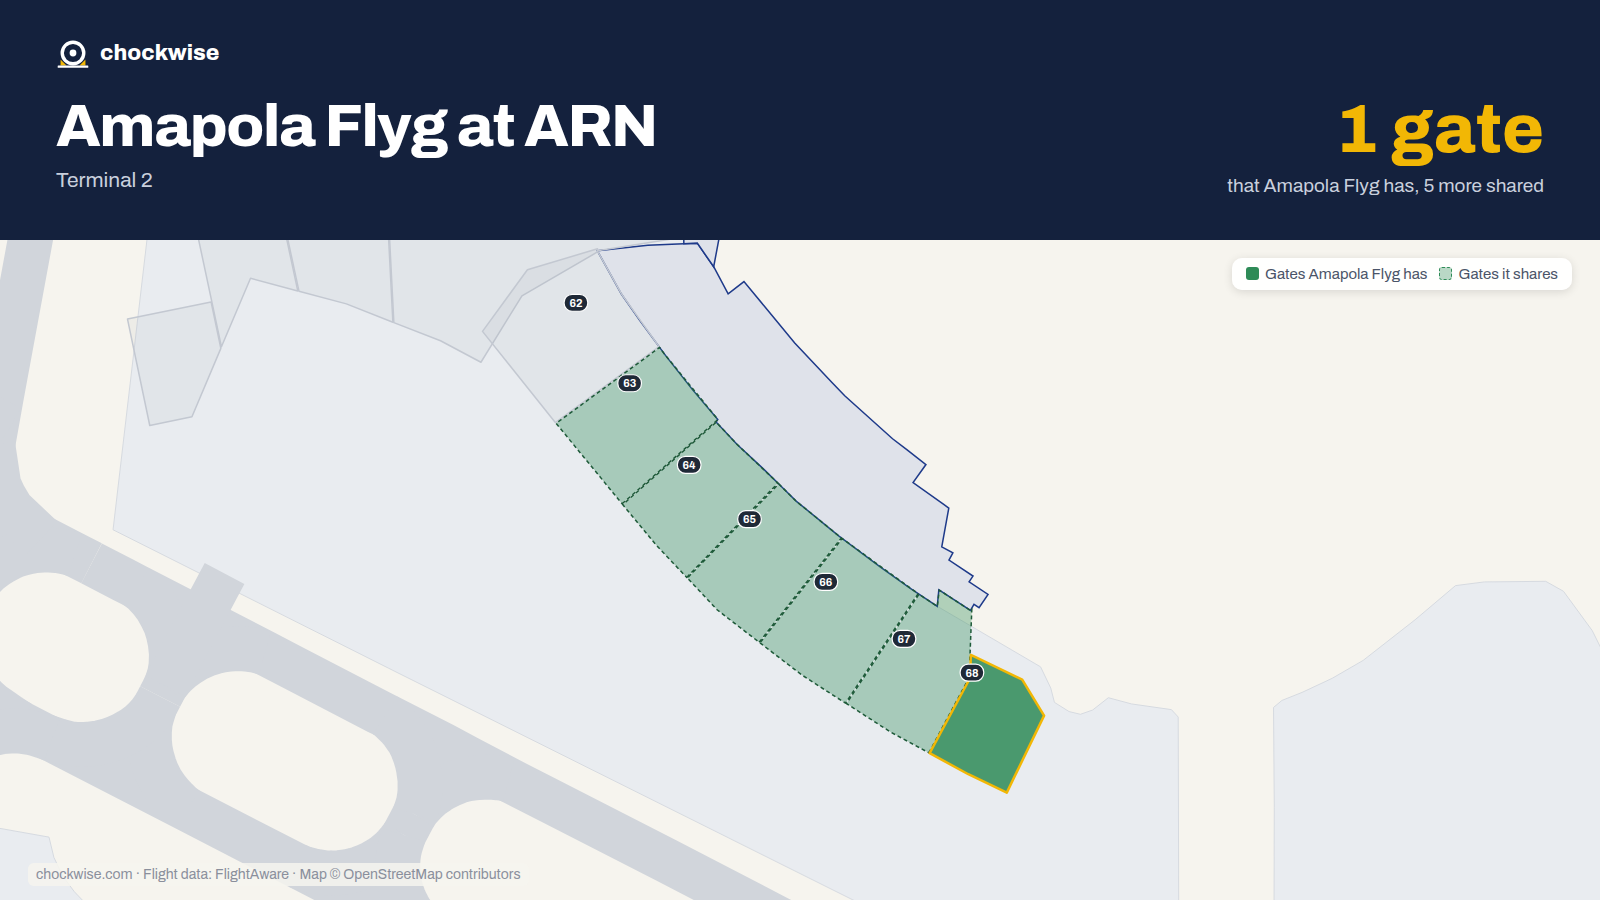 chockwise
Amapola Flyg at ARN
Terminal 2
1 gate
that Amapola Flyg has, 5 more shared
Gates Amapola Flyg has
Gates it shares
62
63
64
65
66
67
68
chockwise.com · Flight data: FlightAware · Map © OpenStreetMap contributors